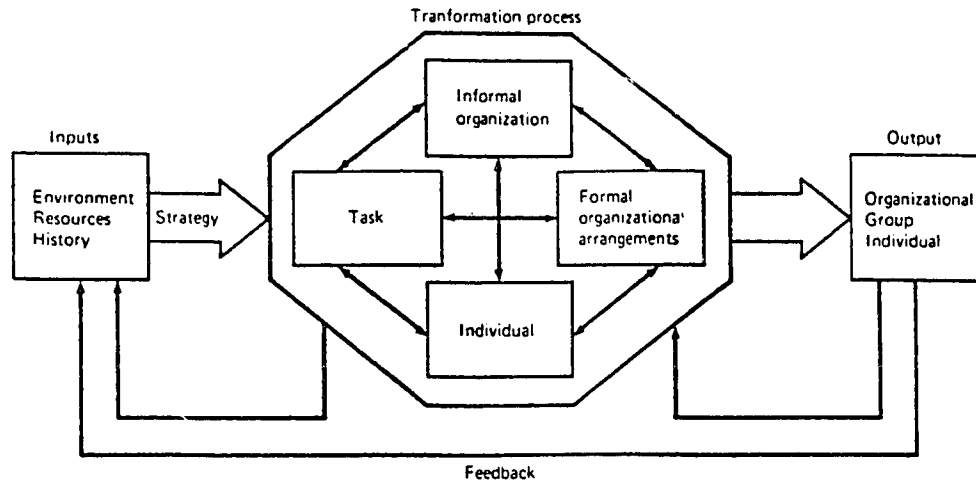 Tranformation process
Inputs
Environment
Resources
History
Strategy
Informal
organization
Task
Formal
organizational
arrangements
Individual
Output
Organizational
Group
Individual
Feedback